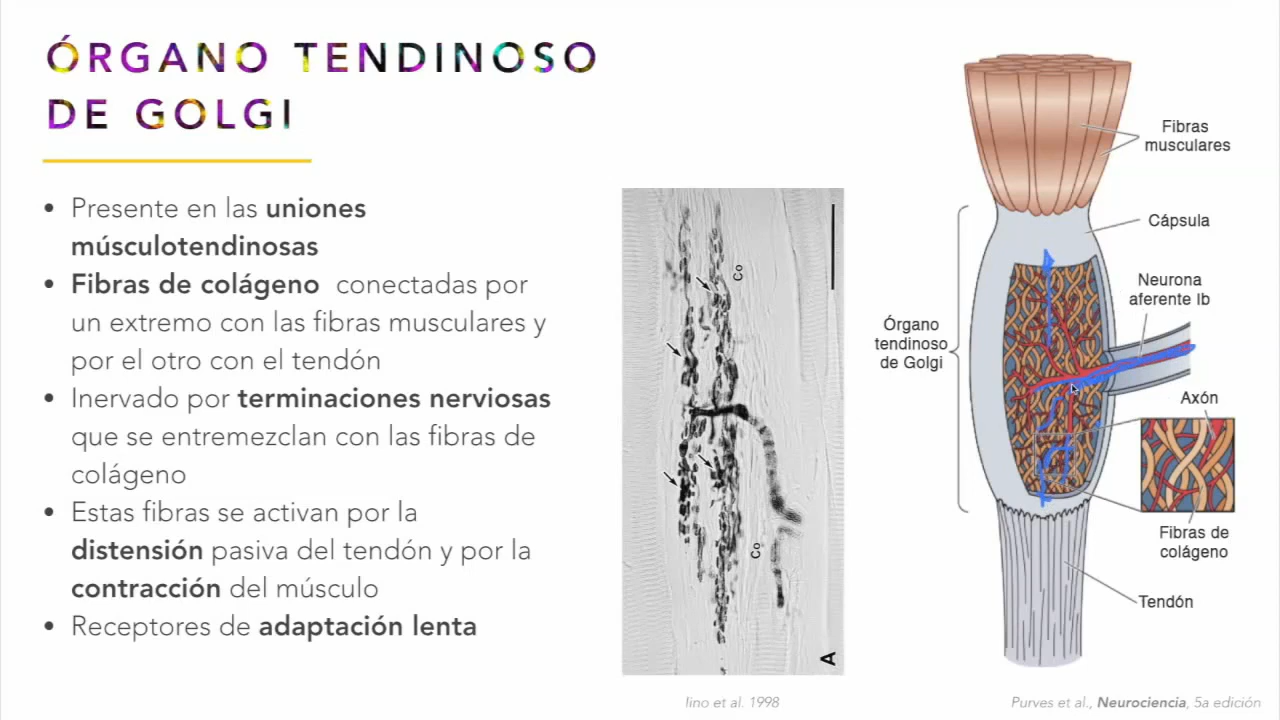 ÓRGANO TENDINOSO
DE GOLGI
• Presente en las uniones
músculotendinosas
• Fibras de colágeno conectadas por
un extremo con las fibras musculares y
por el otro con el tendón
• Inervado por terminaciones nerviosas
que se entremezclan con las fibras de
colágeno
• Estas fibras se activan por la
distensión pasiva del tendón y por la
contracción del músculo
• Receptores de adaptación lenta
Co
Co
A
Iino et al. 1998
Fibras
musculares
Cápsula
Neurona
aferente Ib
Órgano
tendinoso
de Golgi
Axón
Fibras de
colágeno
Tendón
Purves et al., Neurociencia, 5a edición